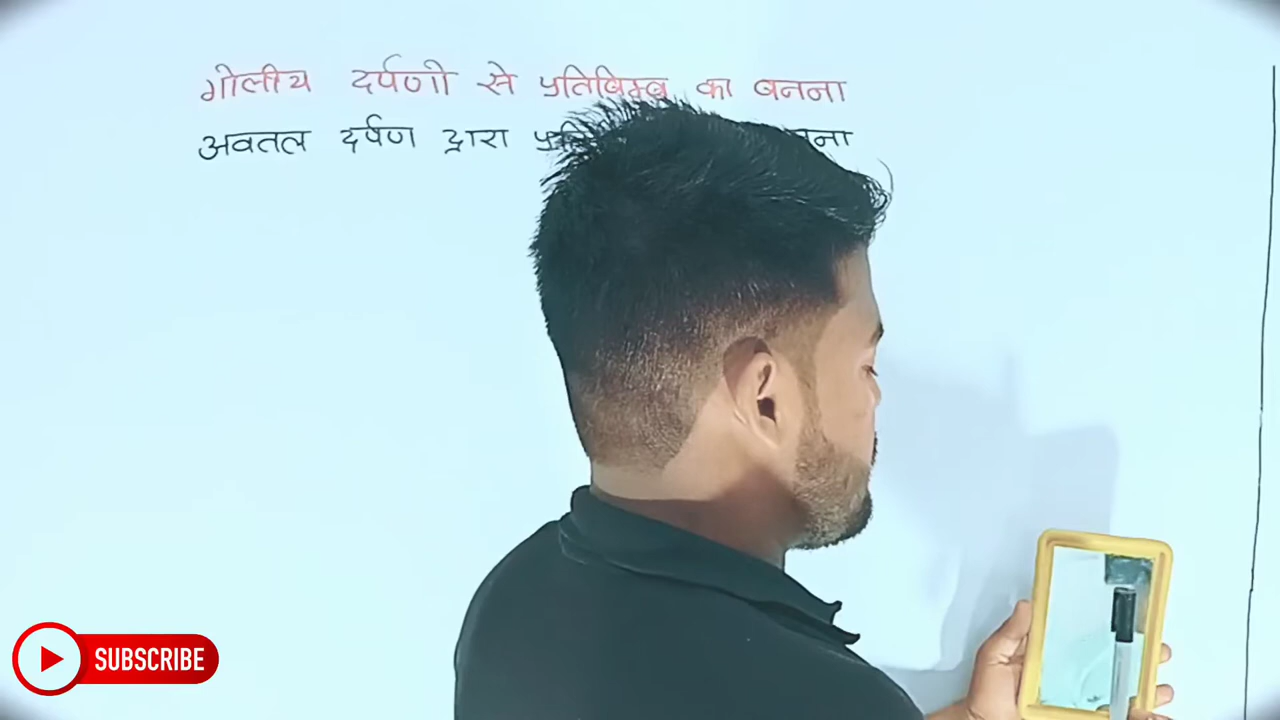 गोलीय दर्पणो से प्रतिबिम्ब का बनना
अवतल दर्पण द्वारा
SUBSCRIBE